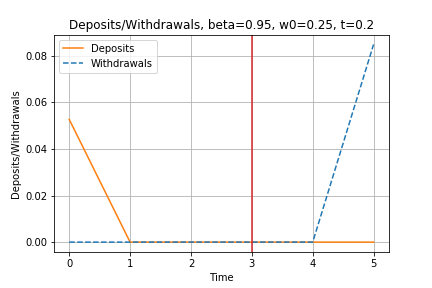 Deposits/Withdrawals, beta=0.95, w0=0.25, t=0.2
Deposits
Withdrawals
0.08
0.06
0.04
0.02
0.00
Deposits/Withdrawals
0 1 2 3 4 5
Time